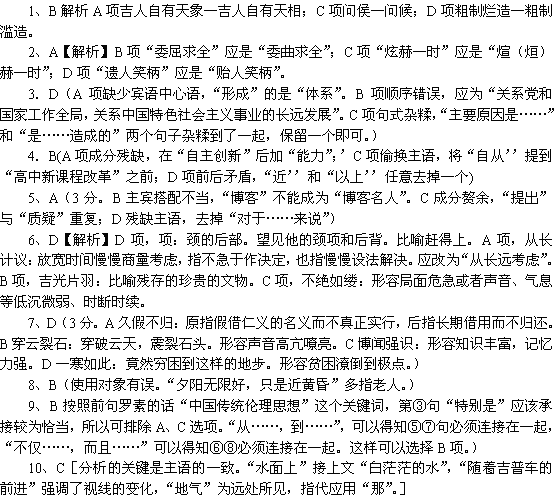 1、B解析A项吉人自有天象一吉人自有天相；C项问侯一问候；D项粗制烂造一粗制
滥造。
2、A【解析】B项“委屈求全”应是“委曲求全”；C项“炫赫一时”应是“煊（烜）
赫一时”；D项“遗人笑柄”应是“贻人笑柄”。
3．D（A项缺少宾语中心语，“形成”的是“体系”。B项顺序错误，应为“关系党和
国家工作全局，关系中国特色社会主义事业的长远发展”。C项句式杂糅，“主要原因是……”
和“是……造成的”两个句子杂糅到了一起，保留一个即可。）
4．B(A项成分残缺，在“自主创新”后加“能力”；’C项偷换主语，将“自从’’提到
“高中新课程改革”之前；D项前后矛盾，“近’’和“以上’’任意去掉一个)
5、A（3分。B主宾搭配不当，“博客”不能成为“博客名人”。C成分赘余，“提出”
与“质疑”重复；D残缺主语，去掉“对于……来说”）
6、D【解析】D项，项：颈的后部。望见他的颈项和后背。比喻赶得上。A项，从长
计议：放宽时间慢慢商量考虑，指不急于作决定，也指慢慢设法解决。应改为“从长远考虑”。
B项，吉光片羽：比喻残存的珍贵的文物。C项，不绝如缕：形容局面危急或者声音、气息
等低沉微弱、时断时续。
7、D（3分。A久假不归：原指假借仁义的名义而不真正实行，后指长期借用而不归还。
B穿云裂石：穿破云天，震裂石头。形容声音高亢嘹亮。C博闻强识：形容知识丰富，记忆
力强。D一寒如此：竟然穷困到这样的地步。形容贫困潦倒到极点。）
8、B（使用对象有误。“夕阳无限好，只是近黄昏”多指老人。）
9、B按照前句罗素的话“中国传统伦理思想”这个关键词，第③句“特别是”应该承
接较为恰当，所以可排除A、C选项。“从……，到……”，可以得知⑤⑦句必须连接在一起，
“不仅……，而且……”可以得知⑥⑧必须连接在一起。这样可以选择B项。）
10、C［分析的关键是主语的一致。“水面上”接上文“白茫茫的水”，“随着吉普车的
前进”强调了视线的变化，“地气”为远处所见，指代应用“那”。］